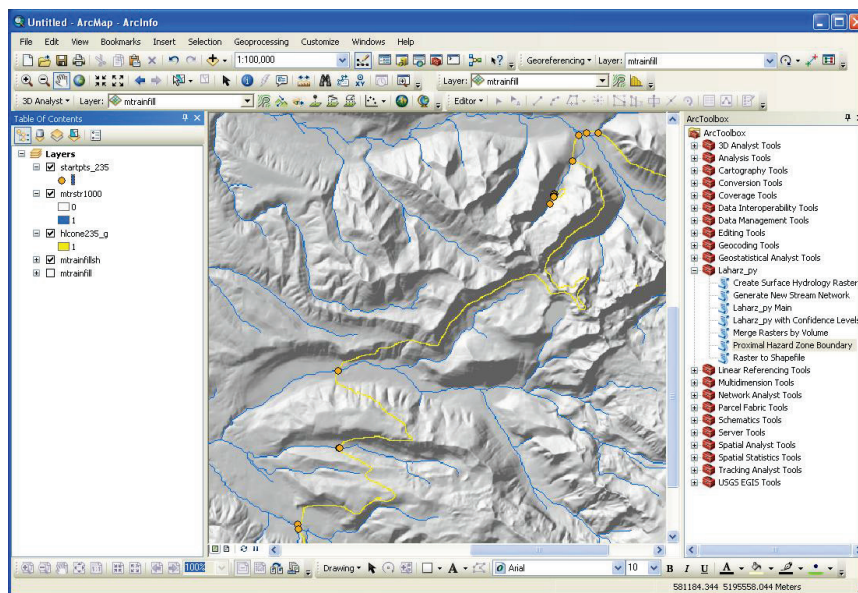 Untitled - ArcMap - ArcInfo
File Edit View Bookmarks Insert Selection Geoprocessing Customize Windows Help
1:100,000
Georeferencing Layer: mtrainfill
Layer: mtrainfill
3D Analyst Layer: mtrainfill
Editor
Table Of Contents
Layers
startpts_235
mtrstr1000
0
1
hlcone235_g
1
mtrainfillsh
mtrainfill
ArcToolbox
ArcToolbox
3D Analyst Tools
Analysis Tools
Cartography Tools
Conversion Tools
Coverage Tools
Data Interoperability Tools
Data Management Tools
Editing Tools
Geocoding Tools
Geostatistical Analyst Tools
Laharz_py
Create Surface Hydrology Raster
Generate New Stream Network
Laharz_py Main
Laharz_py with Confidence Levels
Merge Rasters by Volume
Proximal Hazard Zone Boundary
Raster to Shapefile
Linear Referencing Tools
Multidimension Tools
Network Analyst Tools
Parcel Fabric Tools
Schematics Tools
Server Tools
Spatial Analyst Tools
Spatial Statistics Tools
Tracking Analyst Tools
USGS EGIS Tools
100%
Drawing
A
Arial
10
B I U A
581184.344 5195558.044 Meters